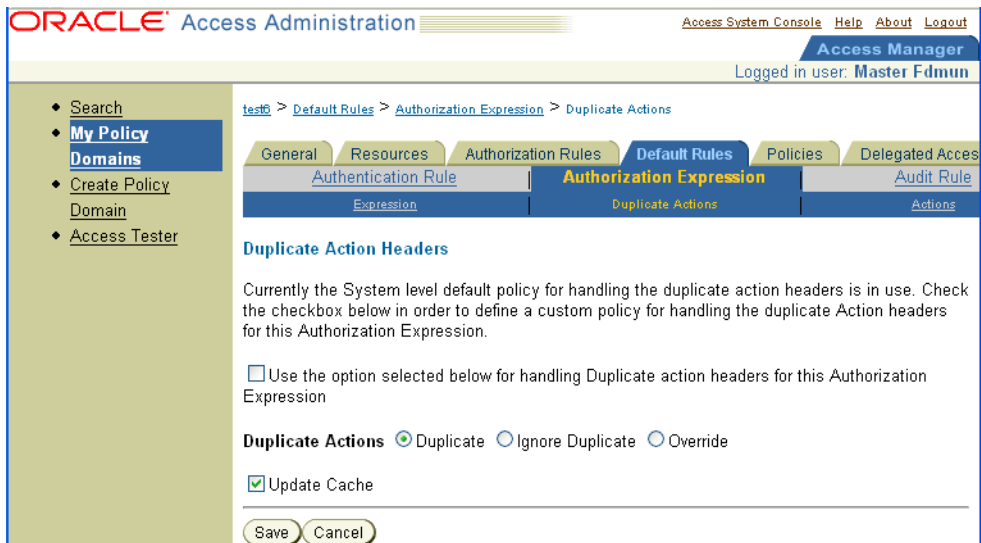 ORACLE Access Administration
Access System Console Help About Logout
Access Manager
Logged in user: Master Fdmun
Search
My Policy
Domains
Create Policy
Domain
Access Tester
test6 > Default Rules > Authorization Expression > Duplicate Actions
General Resources Authorization Rules Default Rules Policies Delegated Acces
Authentication Rule Authorization Expression Audit Rule
Expression Duplicate Actions Actions
Duplicate Action Headers
Currently the System level default policy for handling the duplicate action headers is in use. Check
the checkbox below in order to define a custom policy for handling the duplicate Action headers
for this Authorization Expression.
Use the option selected below for handling Duplicate action headers for this Authorization
Expression
Duplicate Actions Duplicate Ignore Duplicate Override
Update Cache
Save Cancel